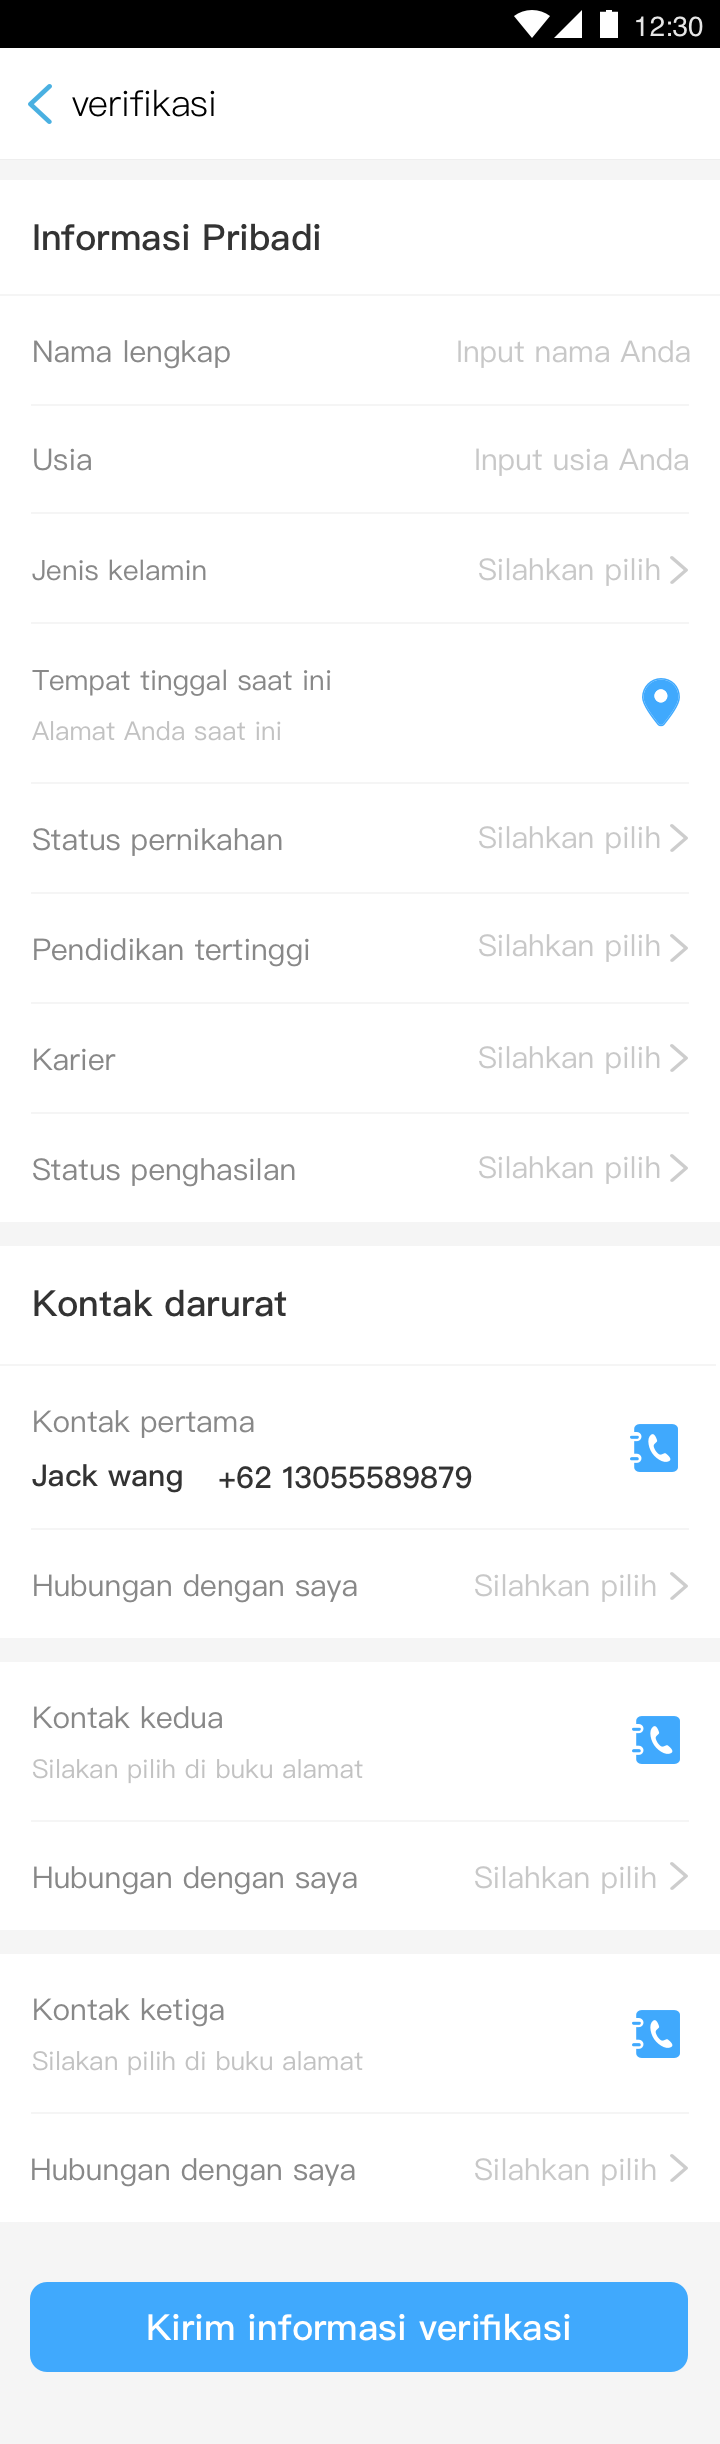 12:30
verifikasi
Informasi Pribadi
Nama lengkap Input nama Anda
Usia Input usia Anda
Jenis kelamin Silahkan pilih
Tempat tinggal saat ini
Alamat Anda saat ini
Status pernikahan Silahkan pilih
Pendidikan tertinggi Silahkan pilih
Karier Silahkan pilih
Status penghasilan Silahkan pilih
Kontak darurat
Kontak pertama
Jack wang +62 13055589879
Hubungan dengan saya Silahkan pilih
Kontak kedua
Silakan pilih di buku alamat
Hubungan dengan saya Silahkan pilih
Kontak ketiga
Silakan pilih di buku alamat
Hubungan dengan saya Silahkan pilih
Kirim informasi verifikasi